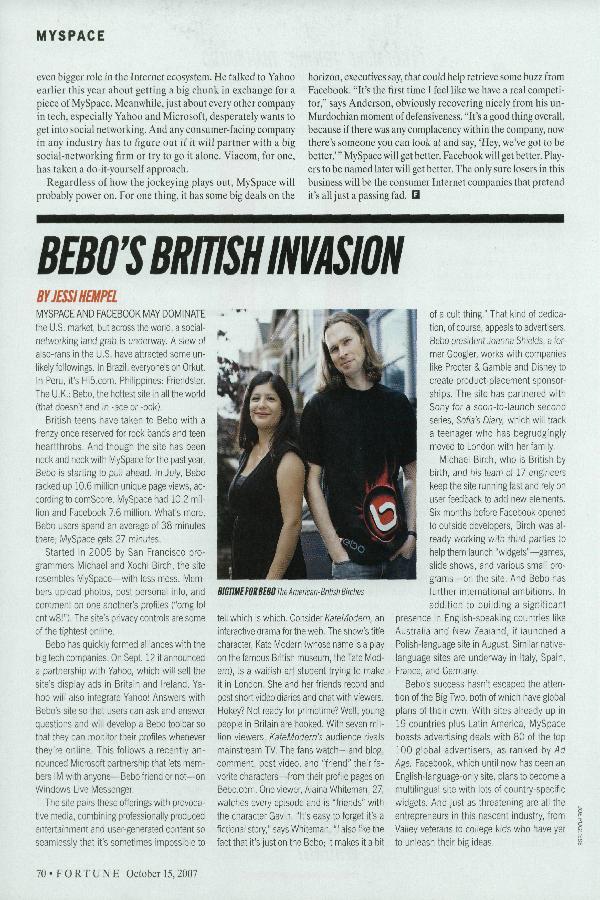 MYSPACE
even bigger role in the Internet ecosystem. He talked to Yahoo
earlier this year about getting a big chunk in exchange for a
piece of MySpace. Meanwhile, just about every other company
in tech, especially Yahoo and Microsoft, desperately wants to
get into social networking. And any consumer-facing company
in any industry has to figure out if it will partner with a big
social-networking firm or try to go it alone. Viacom, for one,
has taken a do-it-yourself approach.
Regardless of how the jockeying plays out, MySpace will
probably power on. For one thing, it has some big deals on the
horizon, executives say, that could help retrieve some buzz from
Facebook. “It’s the first time I feel like we have a real competi-
tor,” says Anderson, obviously recovering nicely from his un-
Murdochian moment of defensiveness. “It’s a good thing overall,
because if there was any complacency within the company, now
there’s someone you can look at and say, ‘Hey, we’ve got to be
better.’” MySpace will get better. Facebook will get better. Play-
ers to be named later will get better. The only sure losers in this
business will be the consumer Internet companies that pretend
it’s all just a passing fad. F
BEBO’S BRITISH INVASION
BY JESSI HEMPEL
MYSPACE AND FACEBOOK MAY DOMINATE
the U.S. market, but across the world, a social-
networking land grab is underway. A slew of
also-rans in the U.S. have attracted some un-
likely followings. In Brazil, everyone’s on Orkut.
In Peru, it’s Hi5.com. Philippines: Friendster.
The U.K.: Bebo, the hottest site in all the world
(that doesn’t end in -ace or -ook).
British teens have taken to Bebo with a
frenzy once reserved for rock bands and teen
heartthrobs. And though the site has been
neck and neck with MySpace for the past year,
Bebo is starting to pull ahead. In July, Bebo
racked up 10.6 million unique page views, ac-
cording to comScore. MySpace had 10.2 mil-
lion and Facebook 7.6 million. What’s more,
Bebo users spend an average of 38 minutes
there; MySpace gets 27 minutes.
Started in 2005 by San Francisco pro-
grammers Michael and Xochi Birch, the site
resembles MySpace—with less mess. Mem-
bers upload photos, post personal info, and
comment on one another’s profiles (“omg lol
cnt w8!”). The site’s privacy controls are some
of the tightest online.
Bebo has quickly formed alliances with the
big tech companies. On Sept. 12 it announced
a partnership with Yahoo, which will sell the
site’s display ads in Britain and Ireland. Ya-
hoo will also integrate Yahoo! Answers with
Bebo’s site so that users can ask and answer
questions and will develop a Bebo toolbar so
that they can monitor their profiles whenever
they’re online. This follows a recently an-
nounced Microsoft partnership that lets mem-
bers IM with anyone—Bebo friend or not—on
Windows Live Messenger.
The site pairs these offerings with provoca-
tive media, combining professionally produced
entertainment and user-generated content so
seamlessly that it’s sometimes impossible to
bebo
BIG TIME FOR BEBO The American-British Birches
tell which is which. Consider KateModern, an
interactive drama for the web. The show’s title
character, Kate Modern (whose name is a play
on the famous British museum, the Tate Mod-
ern), is a waifish art student trying to make
it in London. She and her friends record and
post short video diaries and chat with viewers.
Hokey? Not ready for primetime? Well, young
people in Britain are hooked. With seven mil-
lion viewers, KateModern’s audience rivals
mainstream TV. The fans watch—and blog,
comment, post video, and “friend” their fa-
vorite characters—from their profile pages on
Bebo.com. One viewer, Alaina Whiteman, 27,
watches every episode and is “friends” with
the character Gavin. “It’s easy to forget it’s a
fictional story,” says Whiteman. “I also like the
fact that it’s just on the Bebo; it makes it a bit
of a cult thing.” That kind of dedica-
tion, of course, appeals to advertisers.
Bebo president Joanna Shields, a for-
mer Googler, works with companies
like Procter & Gamble and Disney to
create product-placement sponsor-
ships. The site has partnered with
Sony for a soon-to-launch second
series, Sofia’s Diary, which will track
a teenager who has begrudgingly
moved to London with her family.
Michael Birch, who is British by
birth, and his team of 17 engineers
keep the site running fast and rely on
user feedback to add new elements.
Six months before Facebook opened
to outside developers, Birch was al-
ready working with third parties to
help them launch “widgets”—games,
slide shows, and various small pro-
grams—on the site. And Bebo has
further international ambitions. In
addition to building a significant
presence in English-speaking countries like
Australia and New Zealand, it launched a
Polish-language site in August. Similar native-
language sites are underway in Italy, Spain,
France, and Germany.
Bebo’s success hasn’t escaped the atten-
tion of the Big Two, both of which have global
plans of their own. With sites already up in
19 countries plus Latin America, MySpace
boasts advertising deals with 80 of the top
100 global advertisers, as ranked by Ad
Age. Facebook, which until now has been an
English-language-only site, plans to become a
multilingual site with lots of country-specific
widgets. And just as threatening are all the
entrepreneurs in this nascent industry, from
Valley veterans to college kids who have yet
to unleash their big ideas.
70 • FORTUNE October 15, 2007